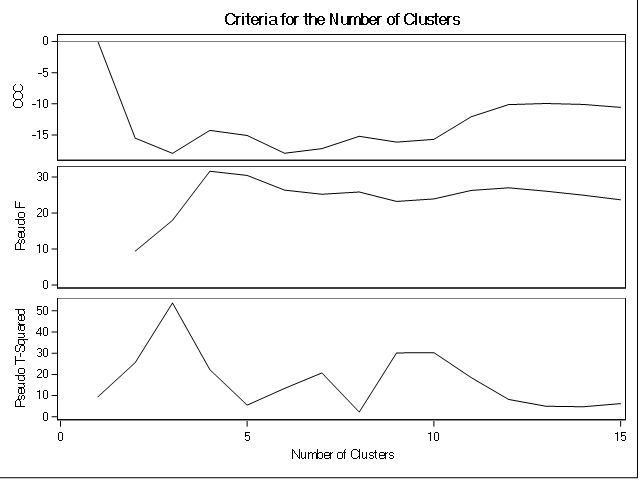 Criteria for the Number of Clusters
0
-5
-10
-15
CCC
30
20
10
0
Pseudo F
50
40
30
20
10
0
Pseudo T-Squared
0 5 10 15
Number of Clusters